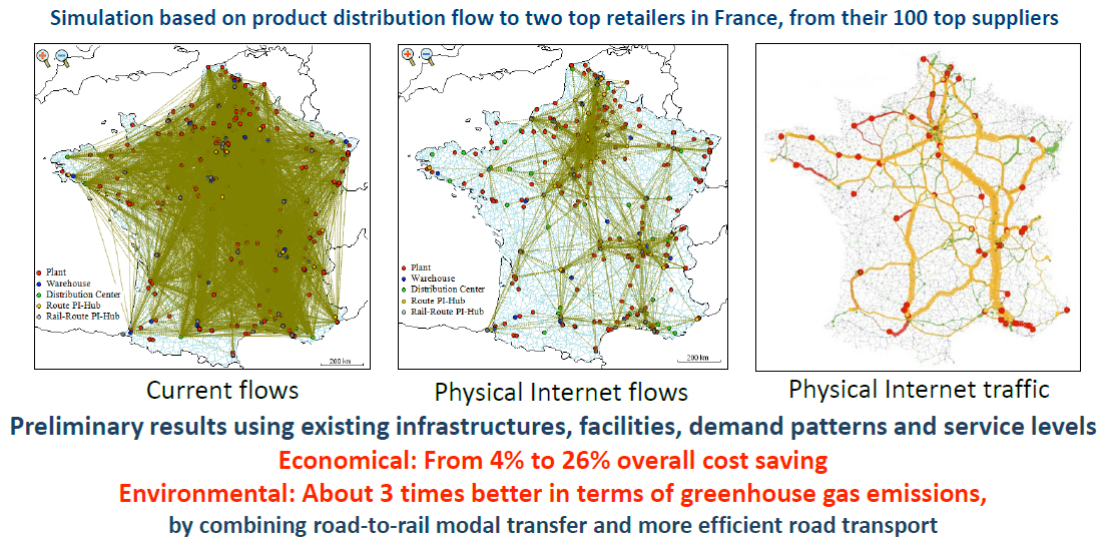 Simulation based on product distribution flow to two top retailers in France, from their 100 top suppliers
Plant
Warehouse
Distribution Center
Route PI-Hub
Rail-Route PI-Hub
200 km
Plant
Warehouse
Distribution Center
Route PI-Hub
Rail-Route PI-Hub
200 km
Current flows
Physical Internet flows
Physical Internet traffic
Preliminary results using existing infrastructures, facilities, demand patterns and service levels
Economical: From 4% to 26% overall cost saving
Environmental: About 3 times better in terms of greenhouse gas emissions,
by combining road-to-rail modal transfer and more efficient road transport